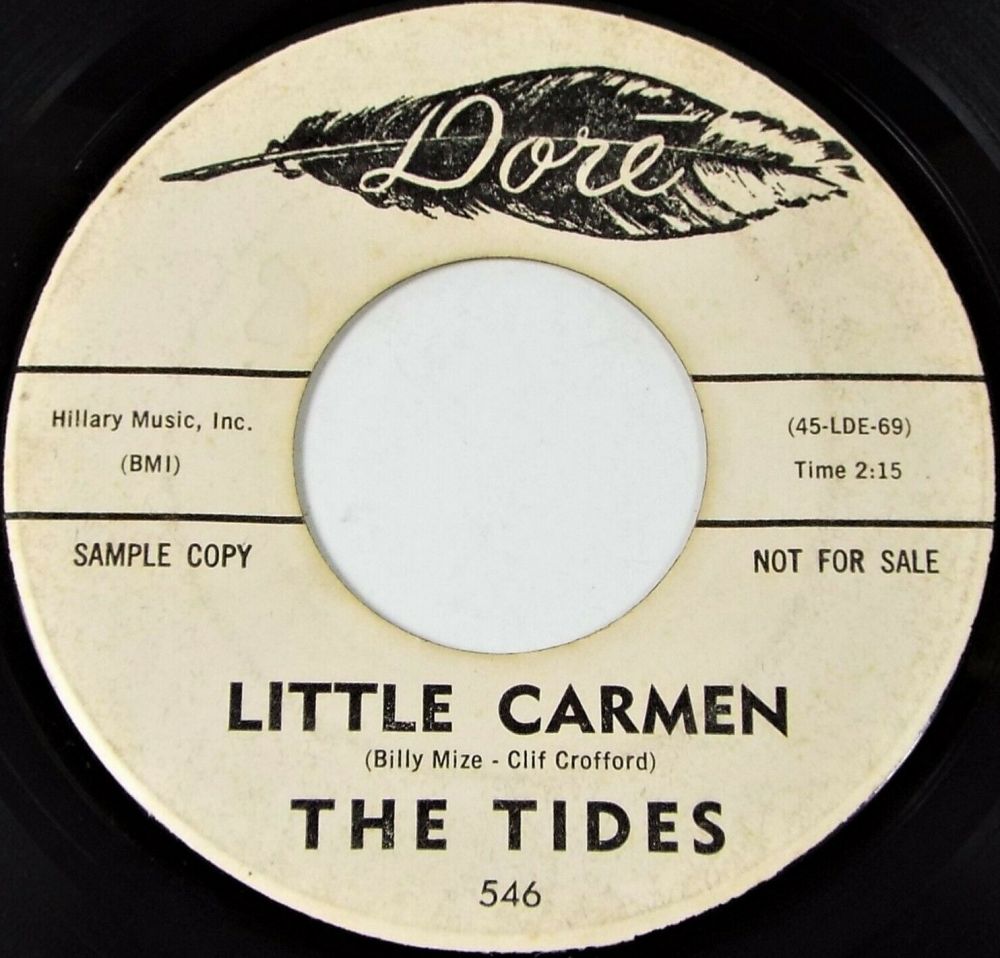 Doré
Hillary Music, Inc.
(BMI)
(45-LDE-69)
Time 2:15
SAMPLE COPY
NOT FOR SALE
LITTLE CARMEN
(Billy Mize - Clif Crofford)
THE TIDES
546